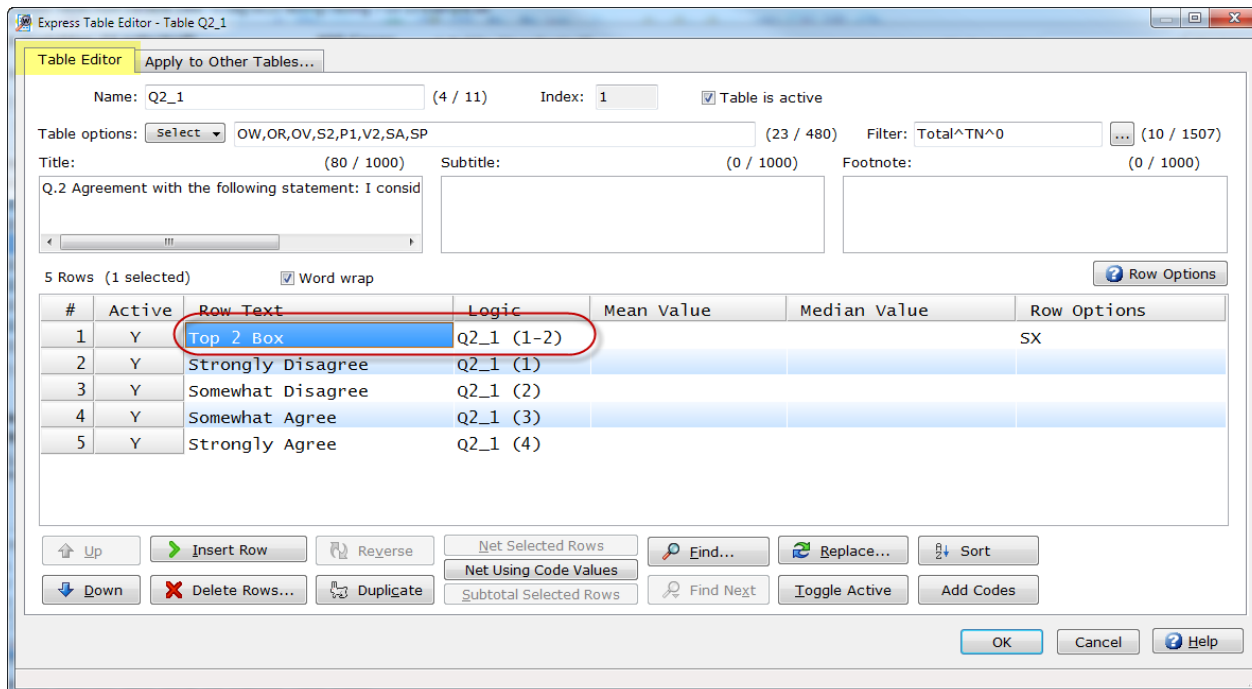 Express Table Editor - Table Q2_1
Table Editor Apply to Other Tables...
Name: Q2_1 (4 / 11) Index: 1 Table is active
Table options: Select OW,OR,OV,S2,P1,V2,SA,SP (23 / 480) Filter: Total^TN^0 ... (10 / 1507)
Title: (80 / 1000) Subtitle: (0 / 1000) Footnote: (0 / 1000)
Q.2 Agreement with the following statement: I consid
5 Rows (1 selected) Word wrap Row Options
# Active Row Text Logic Mean Value Median Value Row Options
1 Y Top 2 Box Q2_1 (1-2) SX
2 Y Strongly Disagree Q2_1 (1)
3 Y Somewhat Disagree Q2_1 (2)
4 Y Somewhat Agree Q2_1 (3)
5 Y Strongly Agree Q2_1 (4)
Up Insert Row Reverse Net Selected Rows Find... Replace... Sort
Net Using Code Values
Down Delete Rows... Duplicate Subtotal Selected Rows Find Next Toggle Active Add Codes
OK Cancel Help